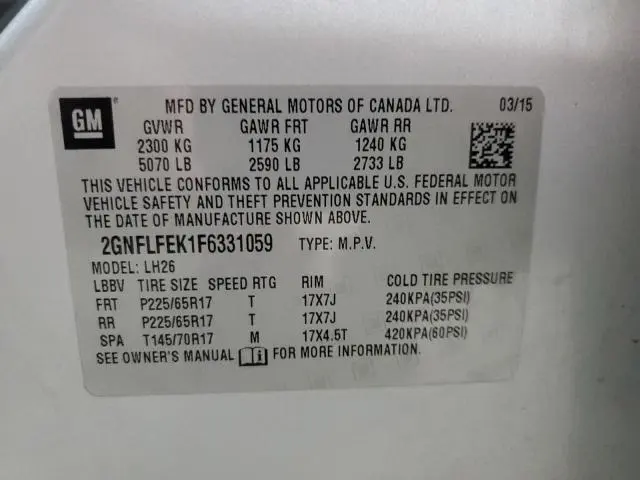 GM MFD BY GENERAL MOTORS OF CANADA LTD. 03/15
GVWR GAWR FRT GAWR RR
2300 KG 1175 KG 1240 KG
5070 LB 2590 LB 2733 LB
THIS VEHICLE CONFORMS TO ALL APPLICABLE U.S. FEDERAL MOTOR
VEHICLE SAFETY AND THEFT PREVENTION STANDARDS IN EFFECT ON
THE DATE OF MANUFACTURE SHOWN ABOVE.
2GNFLFEK1F6331059 TYPE: M.P.V.
MODEL: LH26
LBBV TIRE SIZE SPEED RTG RIM COLD TIRE PRESSURE
FRT P225/65R17 T 17X7J 240KPA(35PSI)
RR P225/65R17 T 17X7J 240KPA(35PSI)
SPA T145/70R17 M 17X4.5T 420KPA(60PSI)
SEE OWNER'S MANUAL FOR MORE INFORMATION.